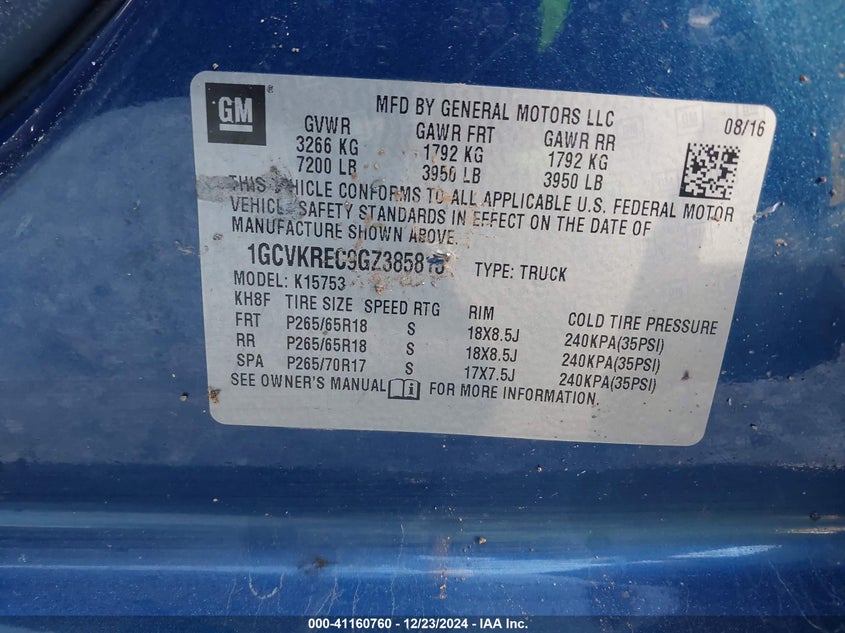 GM
MFD BY GENERAL MOTORS LLC
08/16
GVWR GAWR FRT GAWR RR
3266 KG 1792 KG 1792 KG
7200 LB 3950 LB 3950 LB
THIS VEHICLE CONFORMS TO ALL APPLICABLE U.S. FEDERAL MOTOR
VEHICLE SAFETY STANDARDS IN EFFECT ON THE DATE OF
MANUFACTURE SHOWN ABOVE.
TYPE: TRUCK
MODEL: K15753
KH8F TIRE SIZE SPEED RTG RIM COLD TIRE PRESSURE
FRT P265/65R18 S 18X8.5J 240KPA(35PSI)
RR P265/65R18 S 18X8.5J 240KPA(35PSI)
SPA P265/70R17 S 17X7.5J 240KPA(35PSI)
SEE OWNER'S MANUAL FOR MORE INFORMATION.
000-41160760 - 12/23/2024 - IAA Inc.